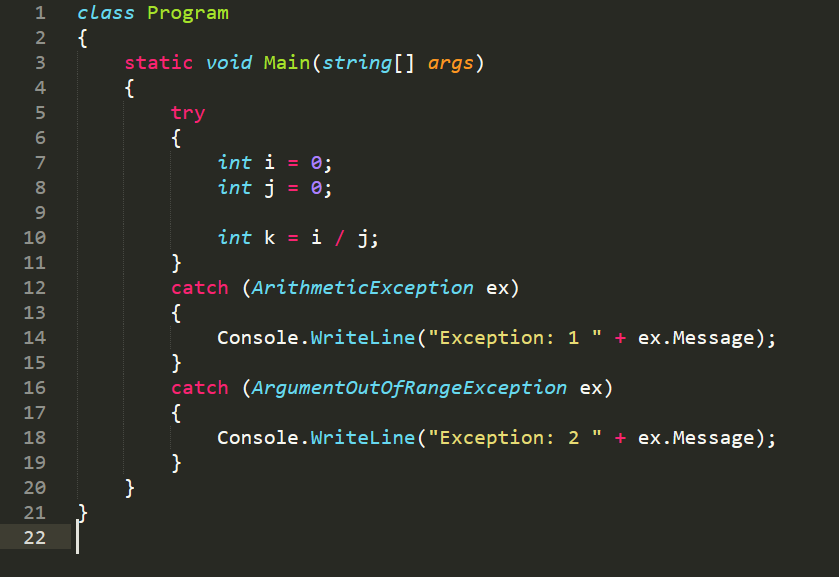 1 class Program
2 {
3     static void Main(string[] args)
4     {
5         try
6         {
7             int i = 0;
8             int j = 0;
9
10             int k = i / j;
11         }
12         catch (ArithmeticException ex)
13         {
14             Console.WriteLine("Exception: 1 " + ex.Message);
15         }
16         catch (ArgumentOutOfRangeException ex)
17         {
18             Console.WriteLine("Exception: 2 " + ex.Message);
19         }
20     }
21 }
22